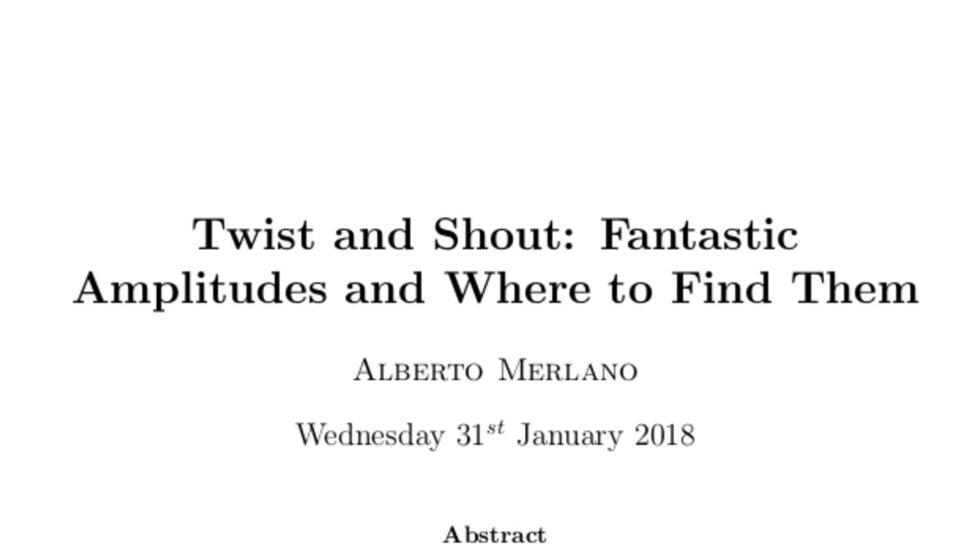 Twist and Shout: Fantastic
Amplitudes and Where to Find Them
Alberto Merlano
Wednesday 31st January 2018
Abstract